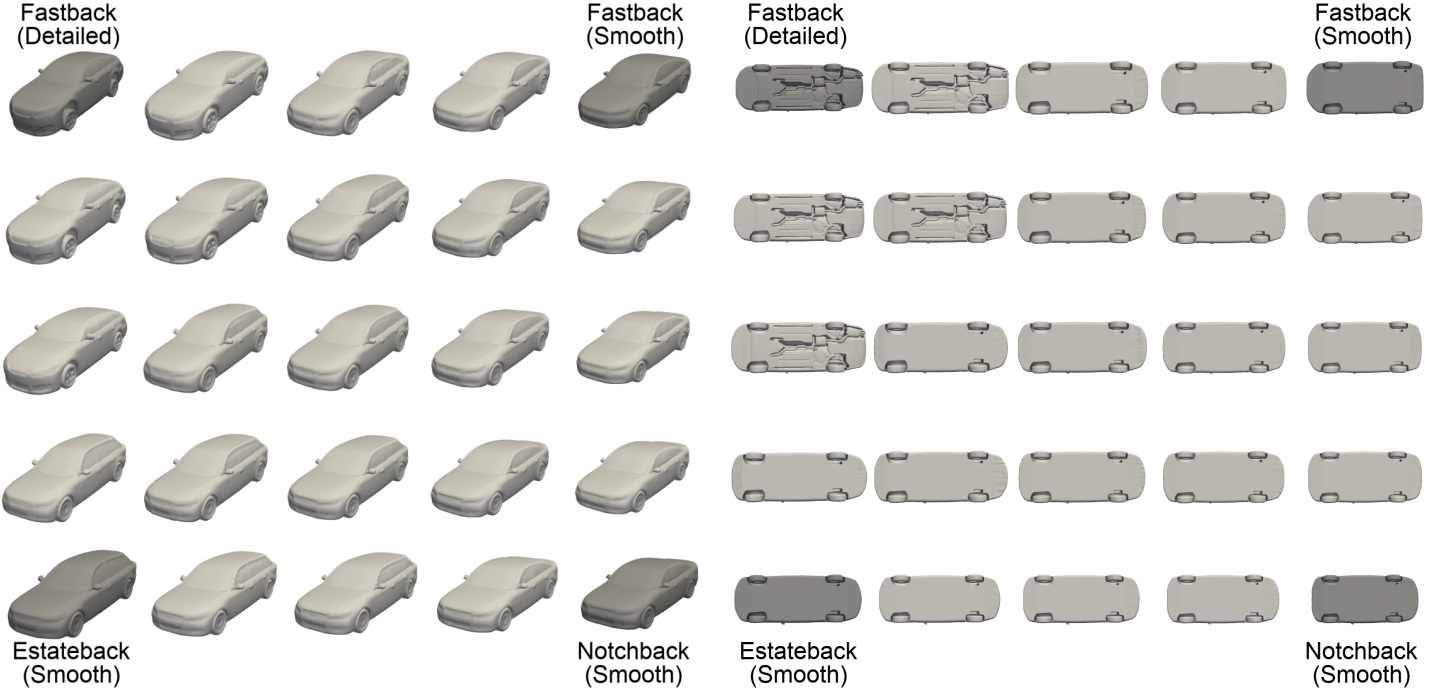 Fastback
(Detailed)
Fastback
(Smooth)
Fastback
(Detailed)
Fastback
(Smooth)
Estateback
(Smooth)
Notchback
(Smooth)
Estateback
(Smooth)
Notchback
(Smooth)